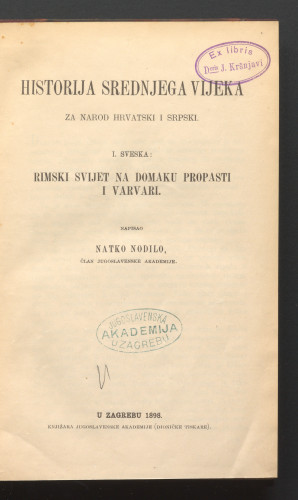 Ex libris
Dris J. Kršnjavi
HISTORIJA SREDNJEGA VIJEKA
ZA NAROD HRVATSKI I SRPSKI.
I. SVESKA:
RIMSKI SVIJET NA DOMAKU PROPASTI
I VARVARI.
NAPISAO
NATKO NODILO,
ČLAN JUGOSLAVENSKE AKADEMIJE.
JUGOSLAVENSKA
AKADEMIJA
U ZAGREBU
U ZAGREBU 1898.
KNJIŽARA JUGOSLAVENSKE AKADEMIJE (DIONIČKE TISKARE).